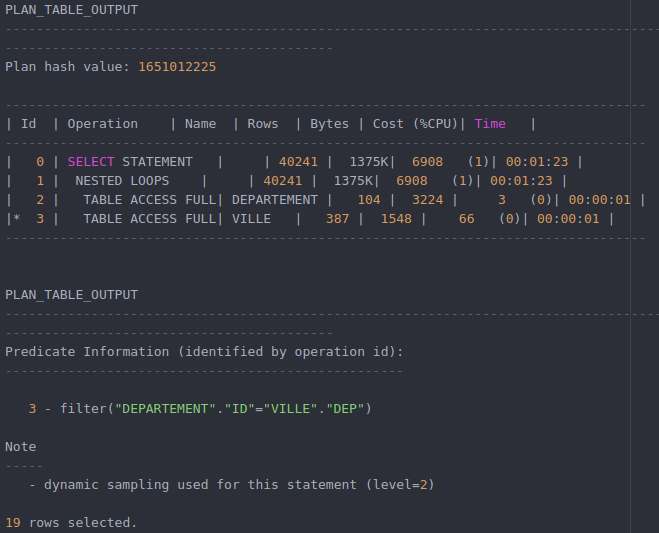 PLAN_TABLE_OUTPUT
--------------------------------------------------------------------------------
------------------------------------------
Plan hash value: 1651012225
----------------------------------------------------------------------------------
| Id  | Operation    | Name  | Rows  | Bytes | Cost (%CPU)| Time   |
----------------------------------------------------------------------------------
|   0 | SELECT STATEMENT   |     | 40241 |  1375K|  6908   (1)| 00:01:23 |
|   1 |  NESTED LOOPS    |     | 40241 |  1375K|  6908   (1)| 00:01:23 |
|   2 |   TABLE ACCESS FULL| DEPARTEMENT |   104 |  3224 |     3   (0)| 00:00:01 |
|*  3 |   TABLE ACCESS FULL| VILLE   |   387 |  1548 |    66   (0)| 00:00:01 |
----------------------------------------------------------------------------------
PLAN_TABLE_OUTPUT
--------------------------------------------------------------------------------
------------------------------------------
Predicate Information (identified by operation id):
---------------------------------------------------
   3 - filter("DEPARTEMENT"."ID"="VILLE"."DEP")
Note
-----
   - dynamic sampling used for this statement (level=2)
19 rows selected.